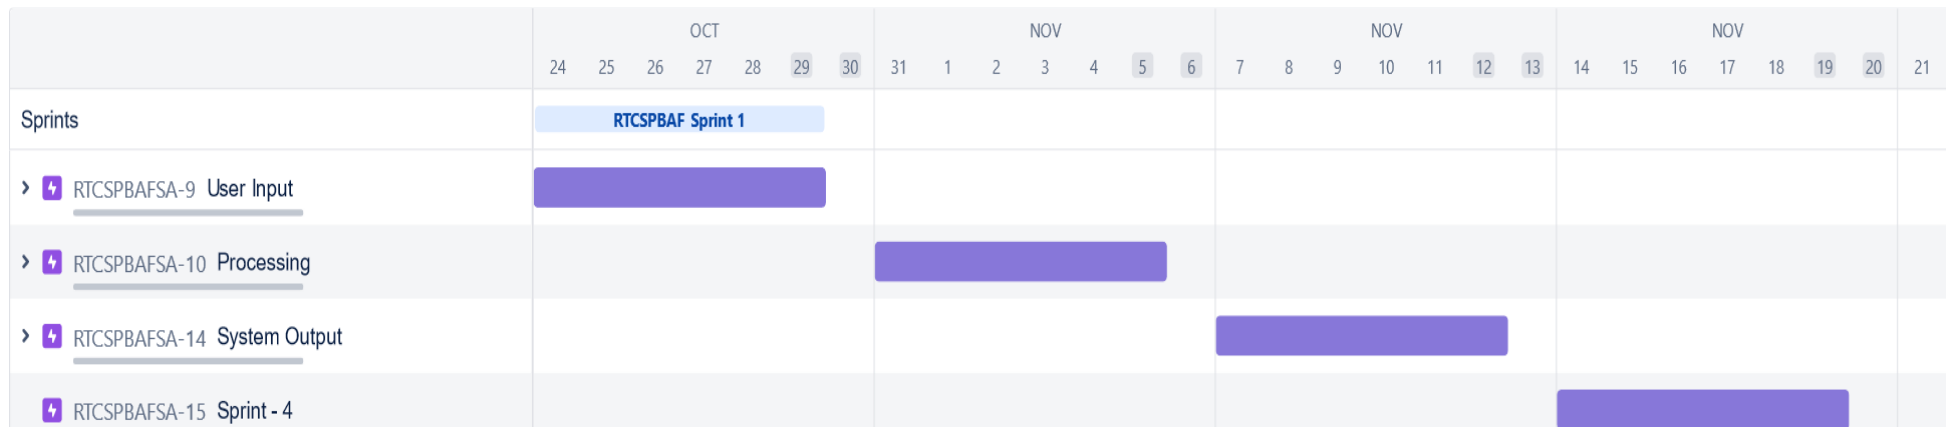 OCT NOV NOV NOV
24 25 26 27 28 29 30 31 1 2 3 4 5 6 7 8 9 10 11 12 13 14 15 16 17 18 19 20 21
Sprints RTCSPBAF Sprint 1
RTCSPBAFSA-9 User Input
RTCSPBAFSA-10 Processing
RTCSPBAFSA-14 System Output
RTCSPBAFSA-15 Sprint - 4